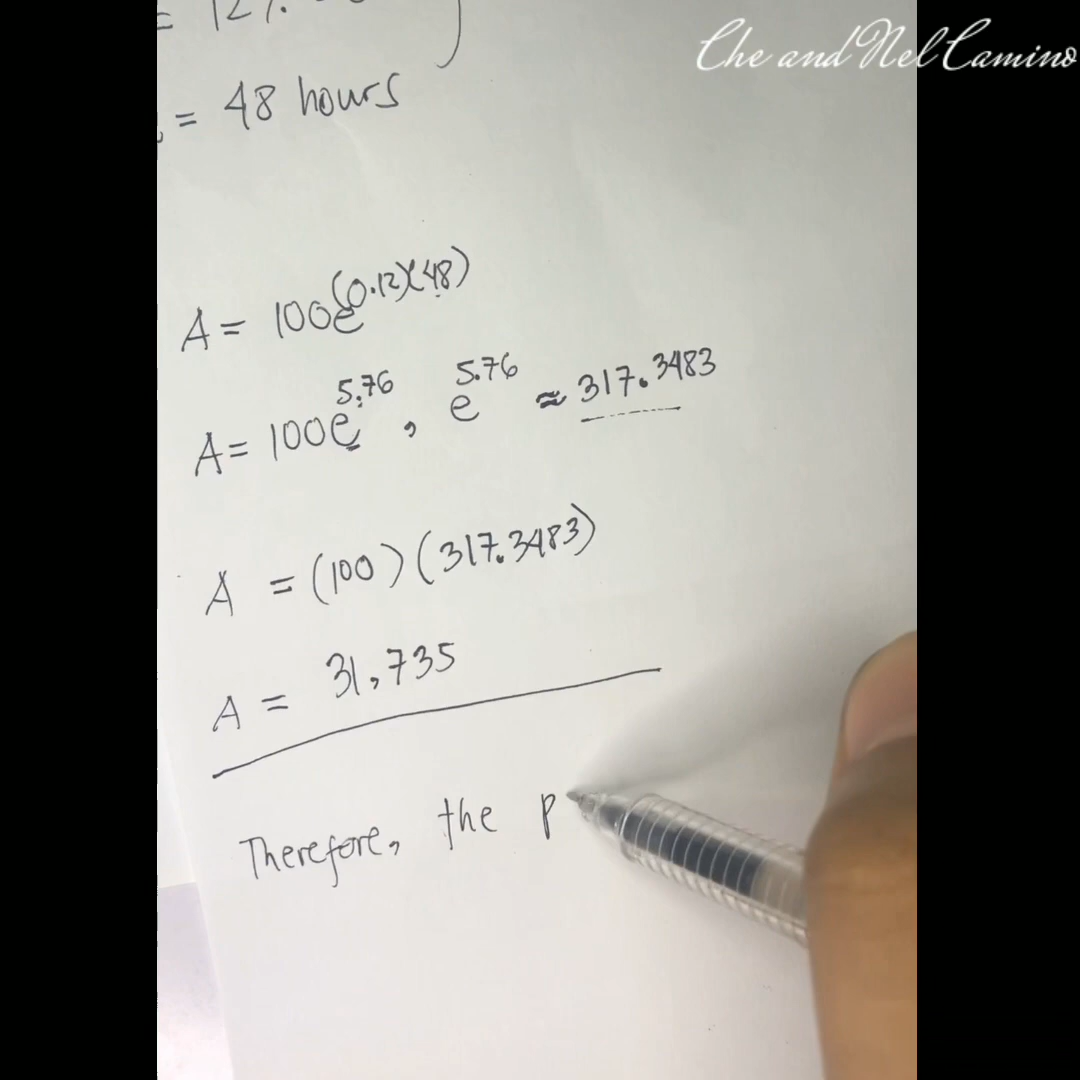 Che and Nel Camino
= 12%
= 48 hours
A = 100e^(0.12)(48)
A = 100e^5.76 , e^5.76 ≈ 317.3483
A = (100)(317.3483)
A = 31,735
Therefore, the p